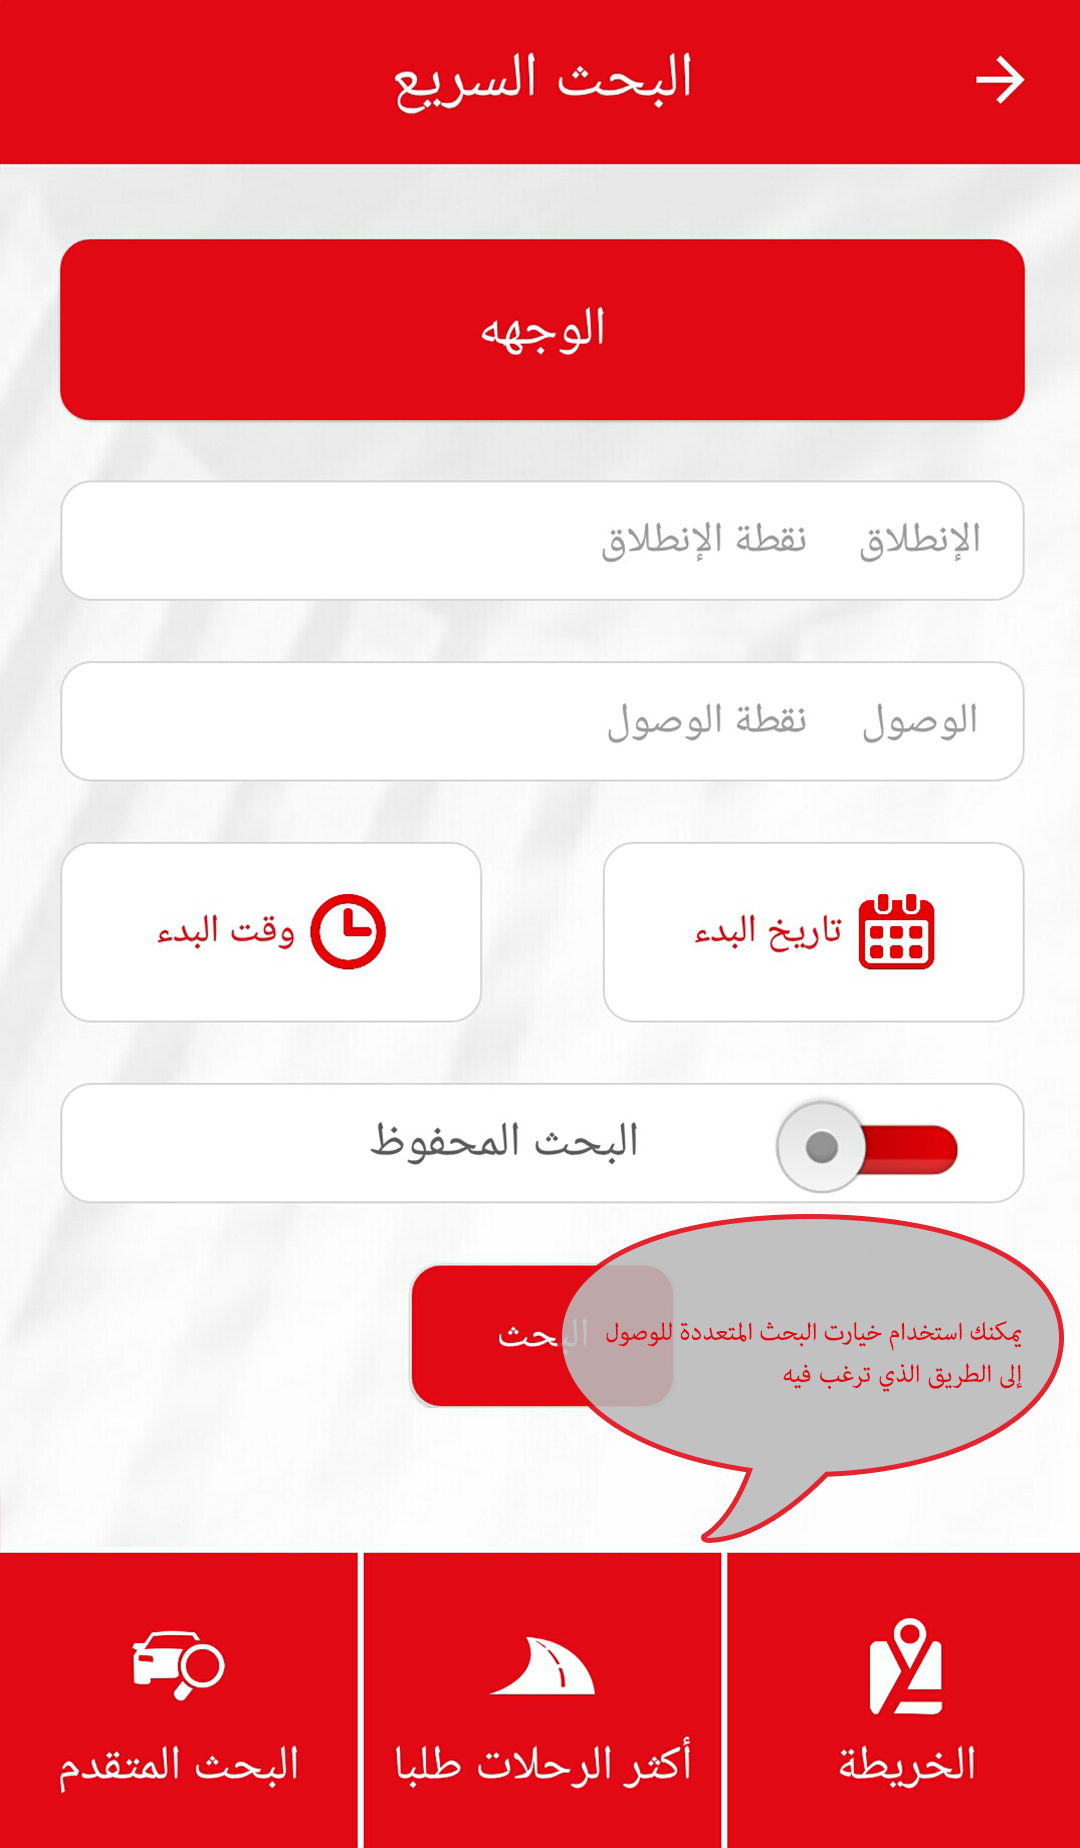 البحث السريع
الوجهه
الإنطلاق نقطة الإنطلاق
الوصول نقطة الوصول
تاريخ البدء
وقت البدء
البحث المحفوظ
البحث
يمكنك استخدام خيارت البحث المتعددة للوصول
إلى الطريق الذي ترغب فيه
الخريطة
أكثر الرحلات طلبا
البحث المتقدم